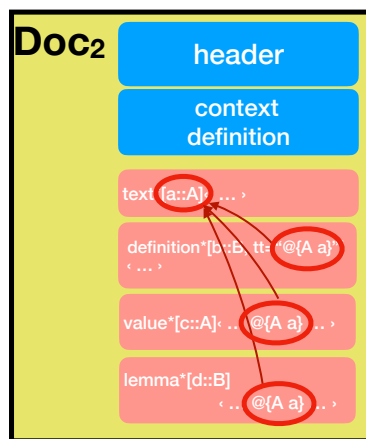 Doc₂
header
context
definition
text*[a::A]‹ … ›
definition*[b::B, tt="@{A a}"]
‹ … ›
value*[c::A]‹ … @{A a} … ›
lemma*[d::B]
‹ … @{A a} … ›